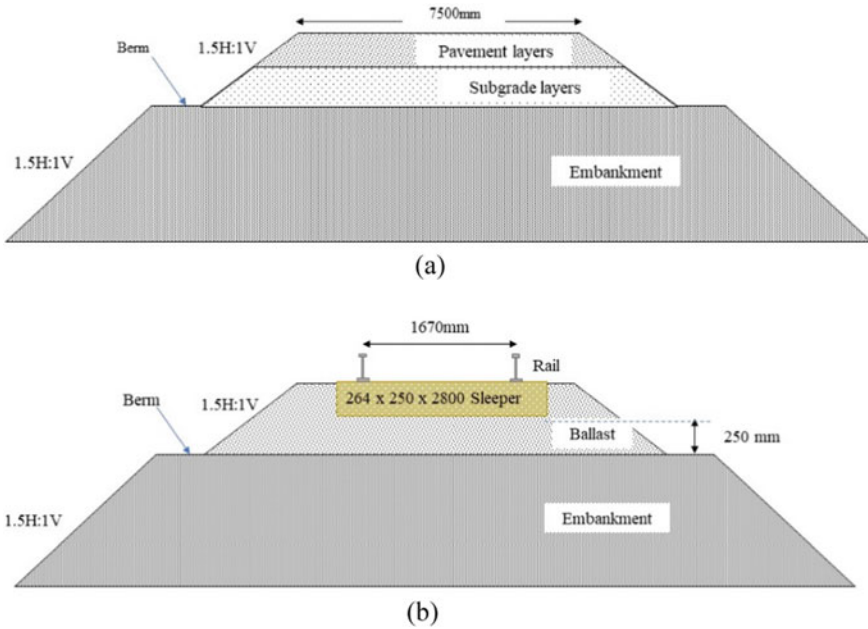 7500mm
1.5H:1V
Berm
Pavement layers
Subgrade layers
1.5H:1V
Embankment
(a)
1670mm
Rail
264 x 250 x 2800 Sleeper
Berm
1.5H:1V
Ballast
250 mm
1.5H:1V
Embankment
(b)